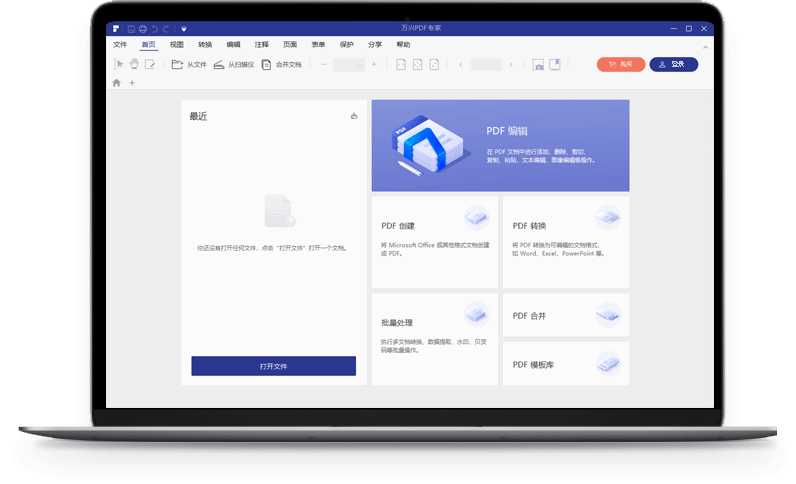 万兴PDF专家
文件 首页 视图 转换 编辑 注释 页面 表单 保护 分享 帮助
从文件 从扫描仪 合并文档 购买 登录
最近
您还没有打开任何文件，点击“打开文件”打开一个文档。
打开文件
PDF
PDF 编辑
在 PDF 文档中进行添加、删除、剪切、
复制、粘贴、文本编辑、图像编辑等操作。
PDF 创建
将 Microsoft Office 或其他格式文档创建
成 PDF。
PDF 转换
将 PDF 转换为可编辑的文档格式，
如 Word、Excel、PowerPoint 等。
批量处理
执行多文档转换、数据提取、水印、贝茨
码等批量操作。
PDF 合并
PDF 模板库